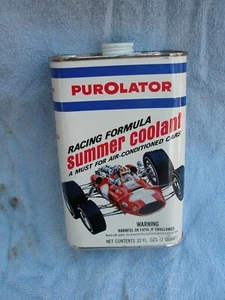 PUROLATOR
RACING FORMULA
summer coolant
A MUST FOR AIR-CONDITIONED CARS
WARNING
HARMFUL OR FATAL IF SWALLOWED
NET CONTENTS 32 FL. OZS. (1 QUART)